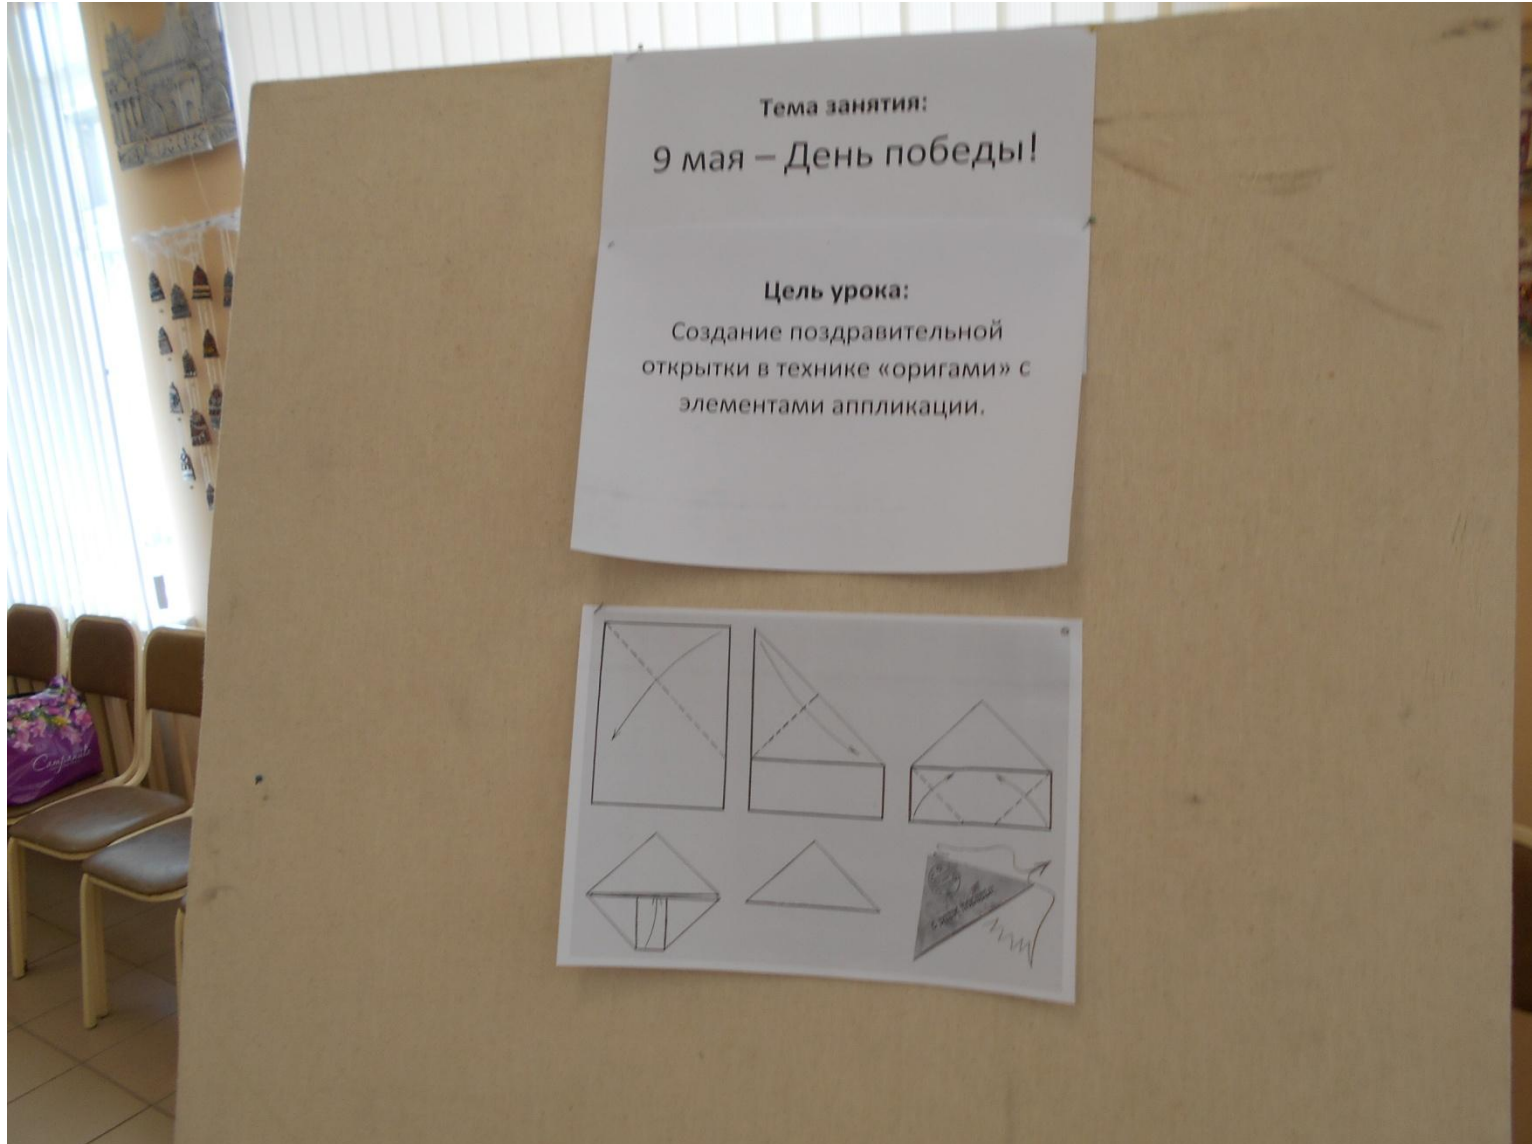 Тема занятия:
9 мая – День победы!
Цель урока:
Создание поздравительной
открытки в технике «оригами» с
элементами аппликации.